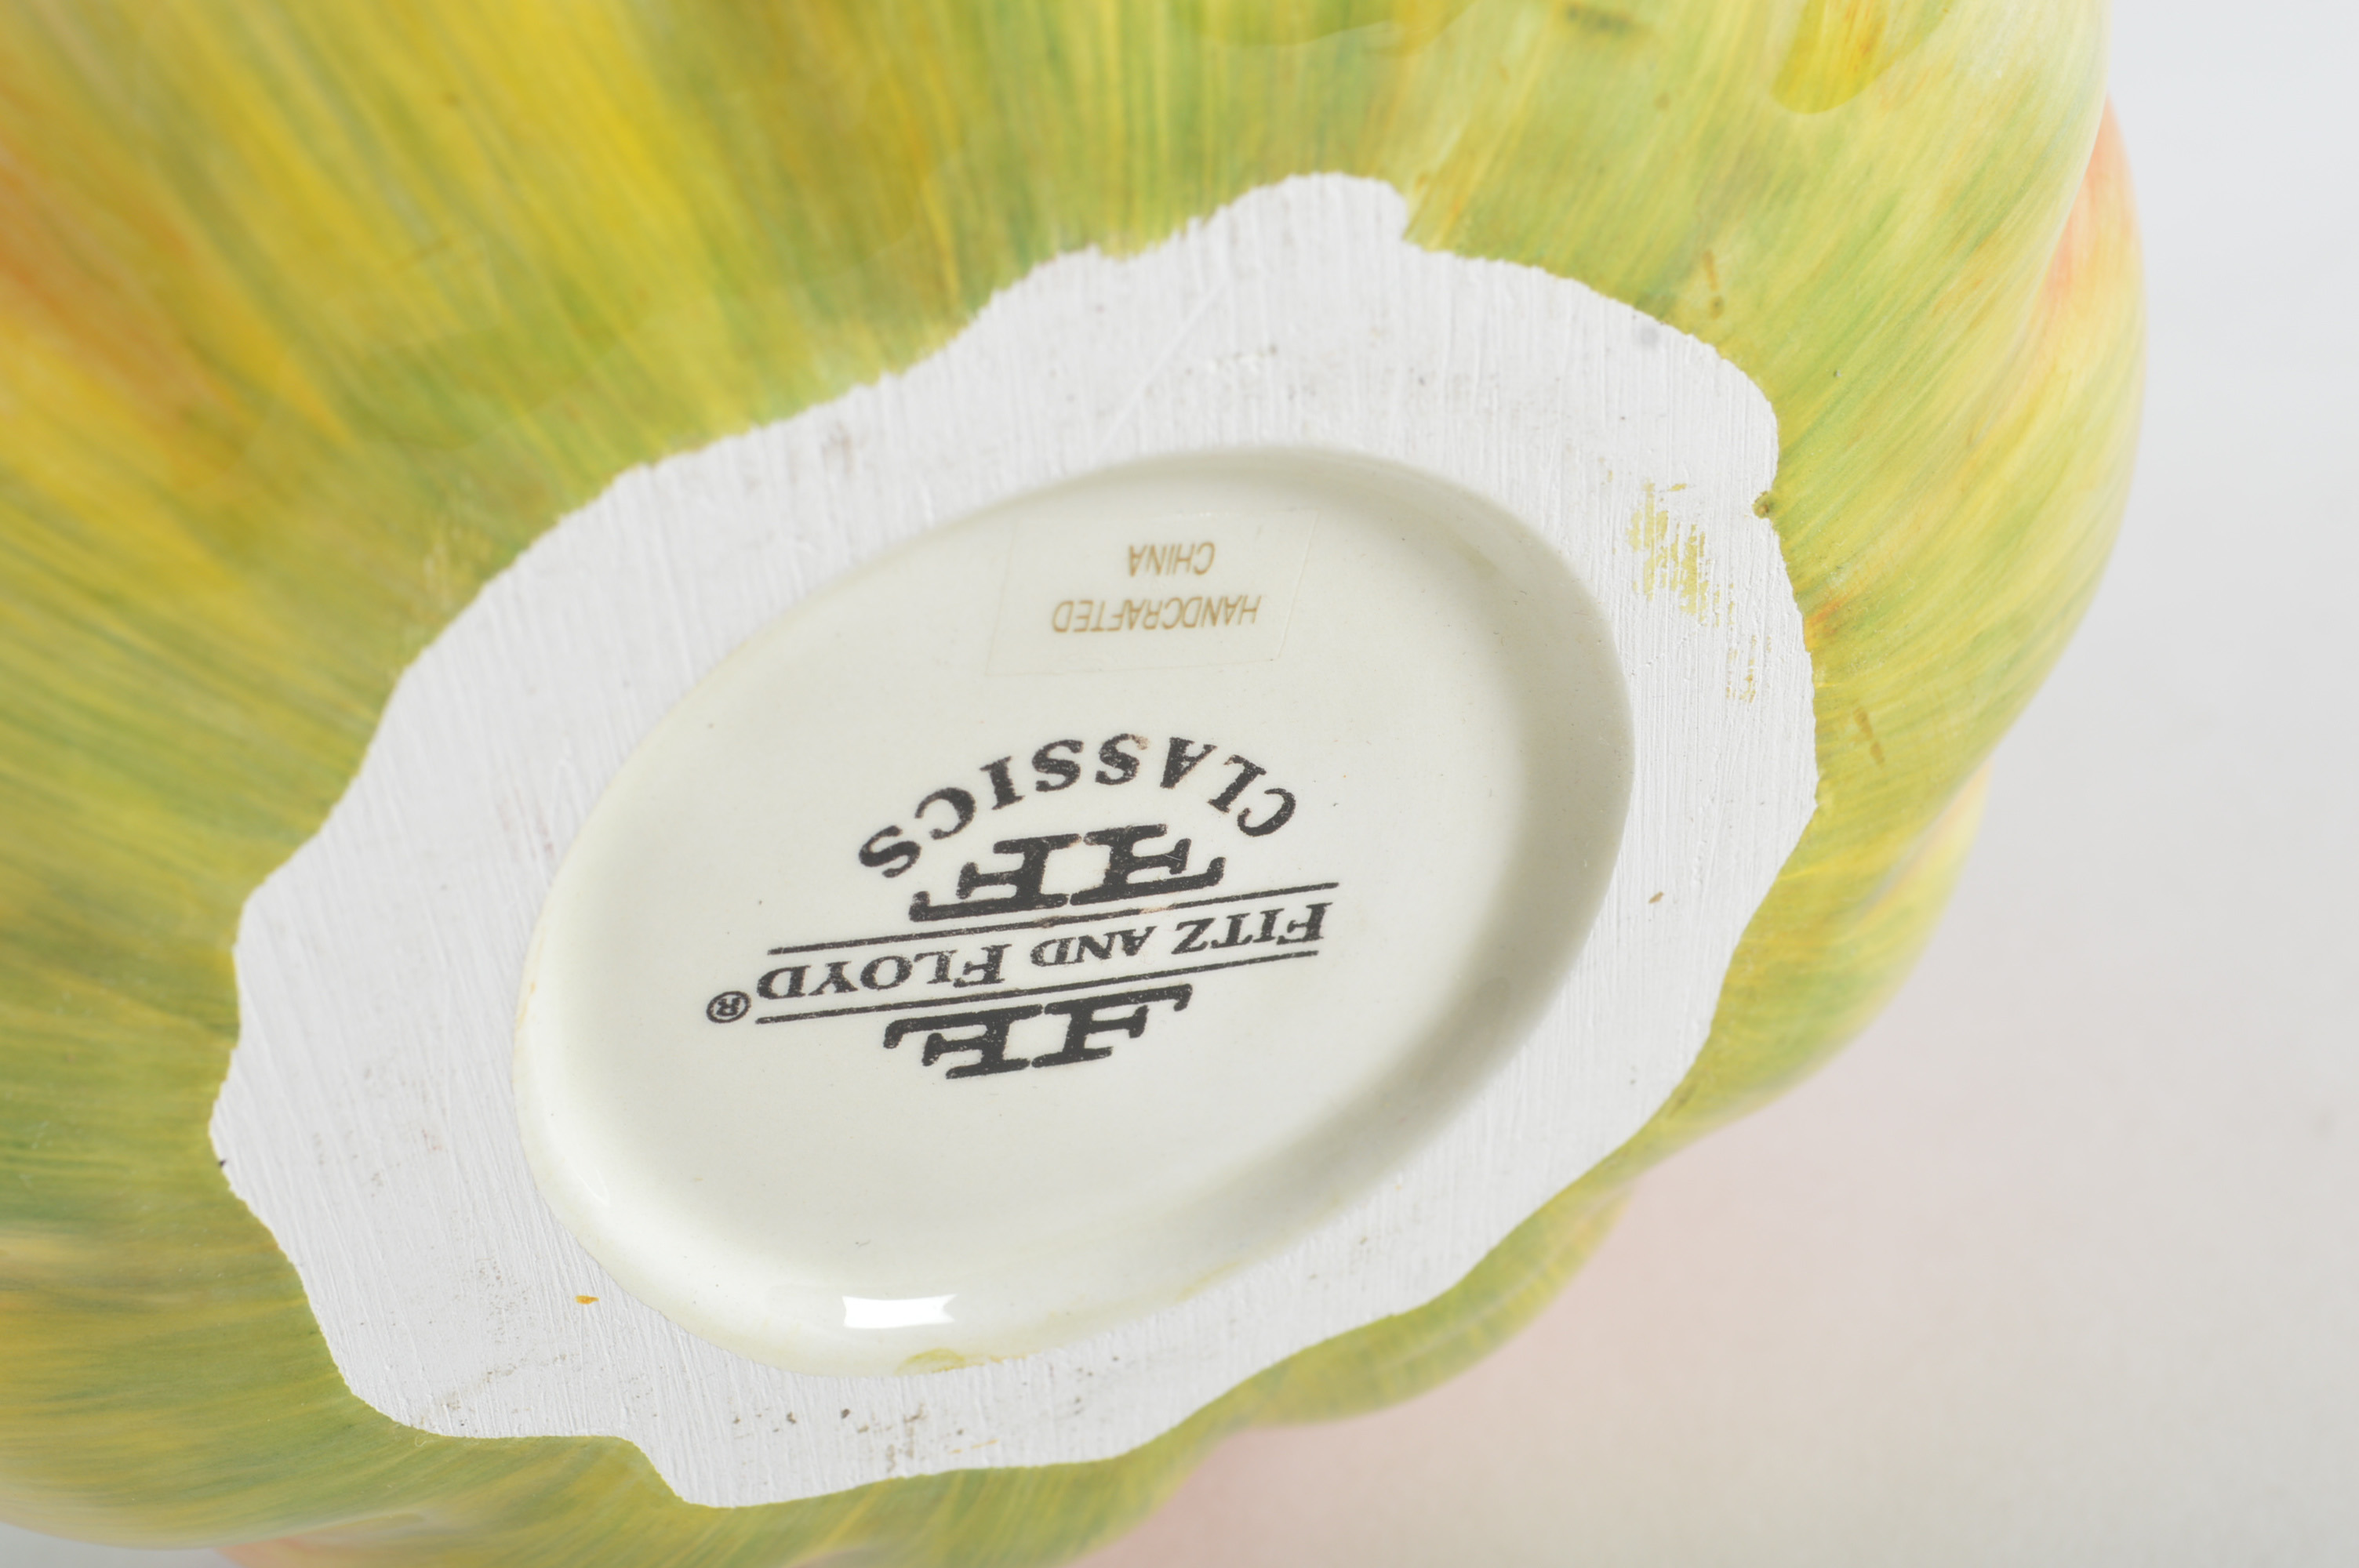 FF
FITZ AND FLOYD®
FF
CLASSICS
HANDCRAFTED
CHINA